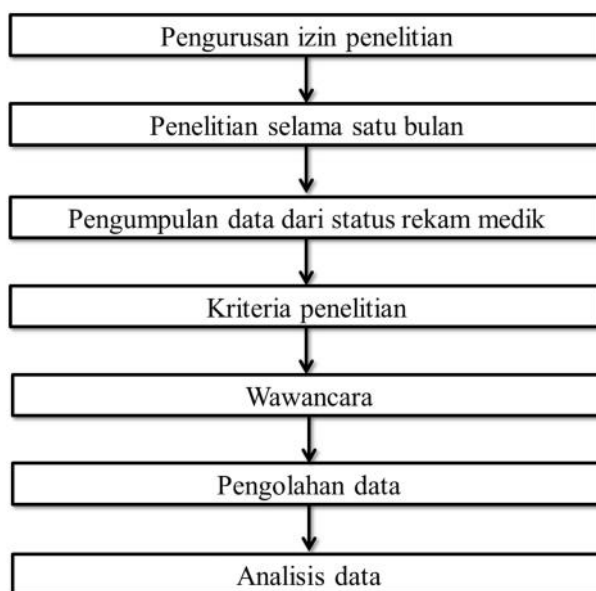 Pengurusan izin penelitian
Penelitian selama satu bulan
Pengumpulan data dari status rekam medik
Kriteria penelitian
Wawancara
Pengolahan data
Analisis data